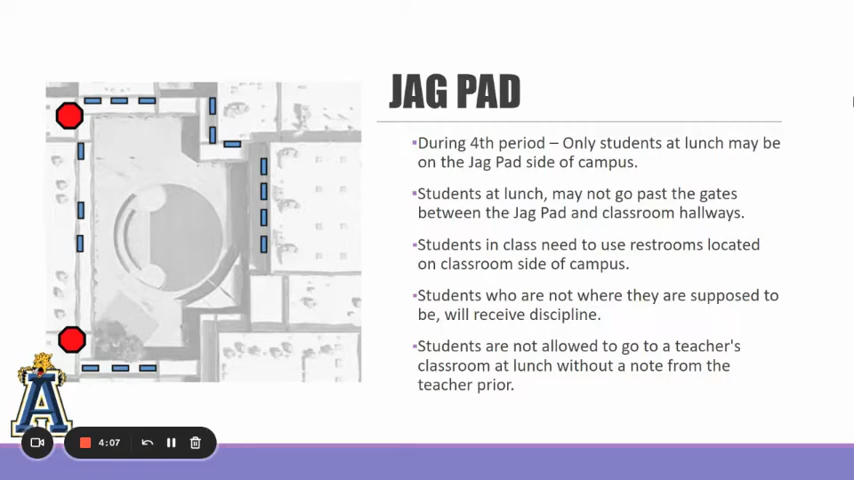 JAG PAD
▪During 4th period – Only students at lunch may be
on the Jag Pad side of campus.
▪Students at lunch, may not go past the gates
between the Jag Pad and classroom hallways.
▪Students in class need to use restrooms located
on classroom side of campus.
▪Students who are not where they are supposed to
be, will receive discipline.
▪Students are not allowed to go to a teacher's
classroom at lunch without a note from the
teacher prior.
A
4:07